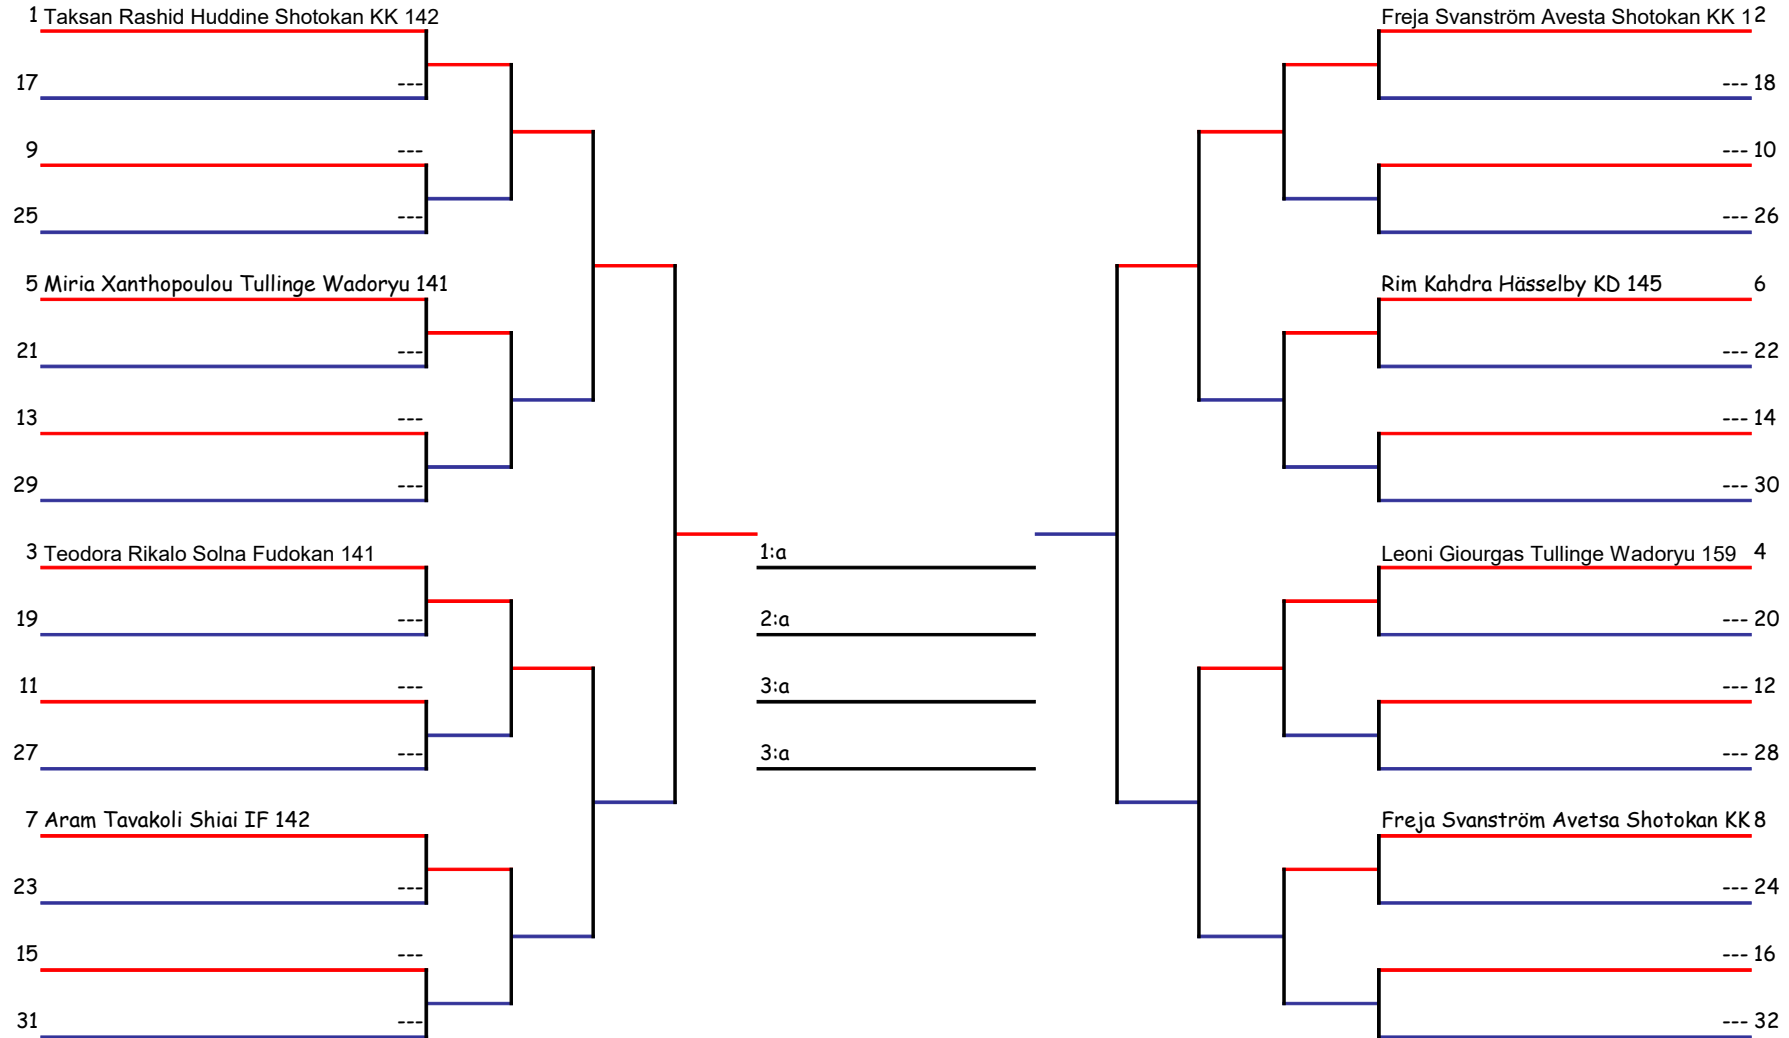 1 Taksan Rashid Huddine Shotokan KK 142
17 ---
9 ---
25 ---
5 Miria Xanthopoulou Tullinge Wadoryu 141
21 ---
13 ---
29 ---
3 Teodora Rikalo Solna Fudokan 141
19 ---
11 ---
27 ---
7 Aram Tavakoli Shiai IF 142
23 ---
15 ---
31 ---
1:a
2:a
3:a
3:a
Freja Svanström Avesta Shotokan KK 1 2
--- 18
--- 10
--- 26
Rim Kahdra Hässelby KD 145 6
--- 22
--- 14
--- 30
Leoni Giourgas Tullinge Wadoryu 159 4
--- 20
--- 12
--- 28
Freja Svanström Avetsa Shotokan KK 8
--- 24
--- 16
--- 32